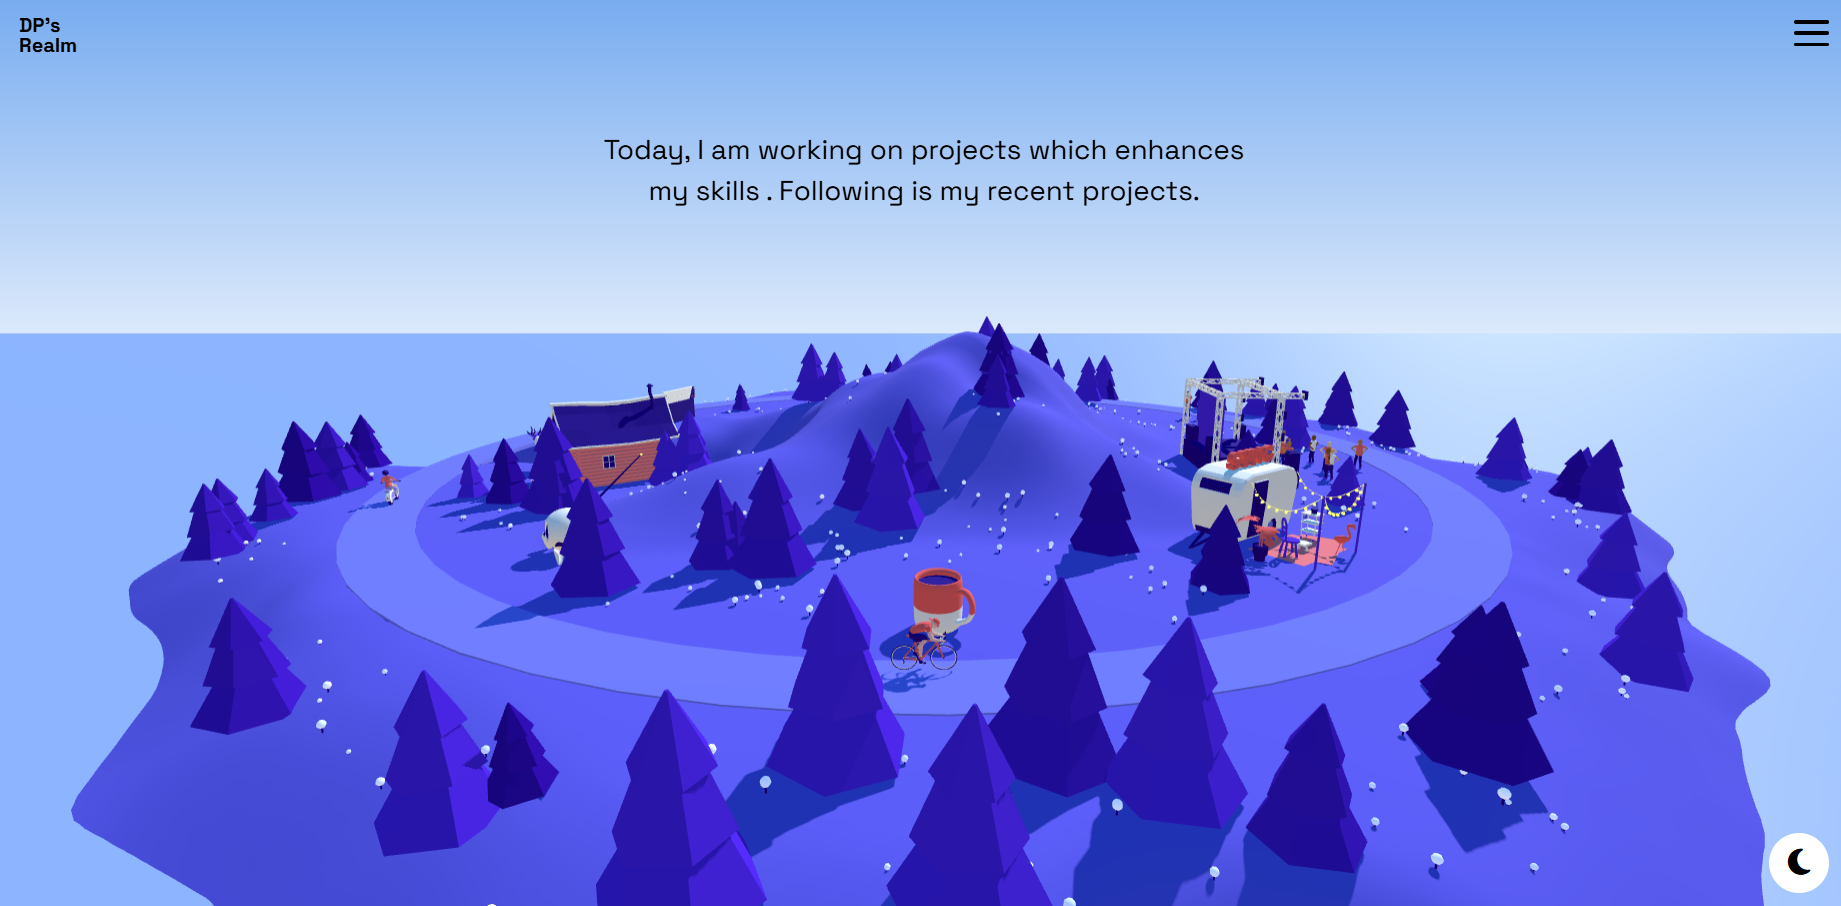 DP's
Realm
Today, I am working on projects which enhances
my skills . Following is my recent projects.